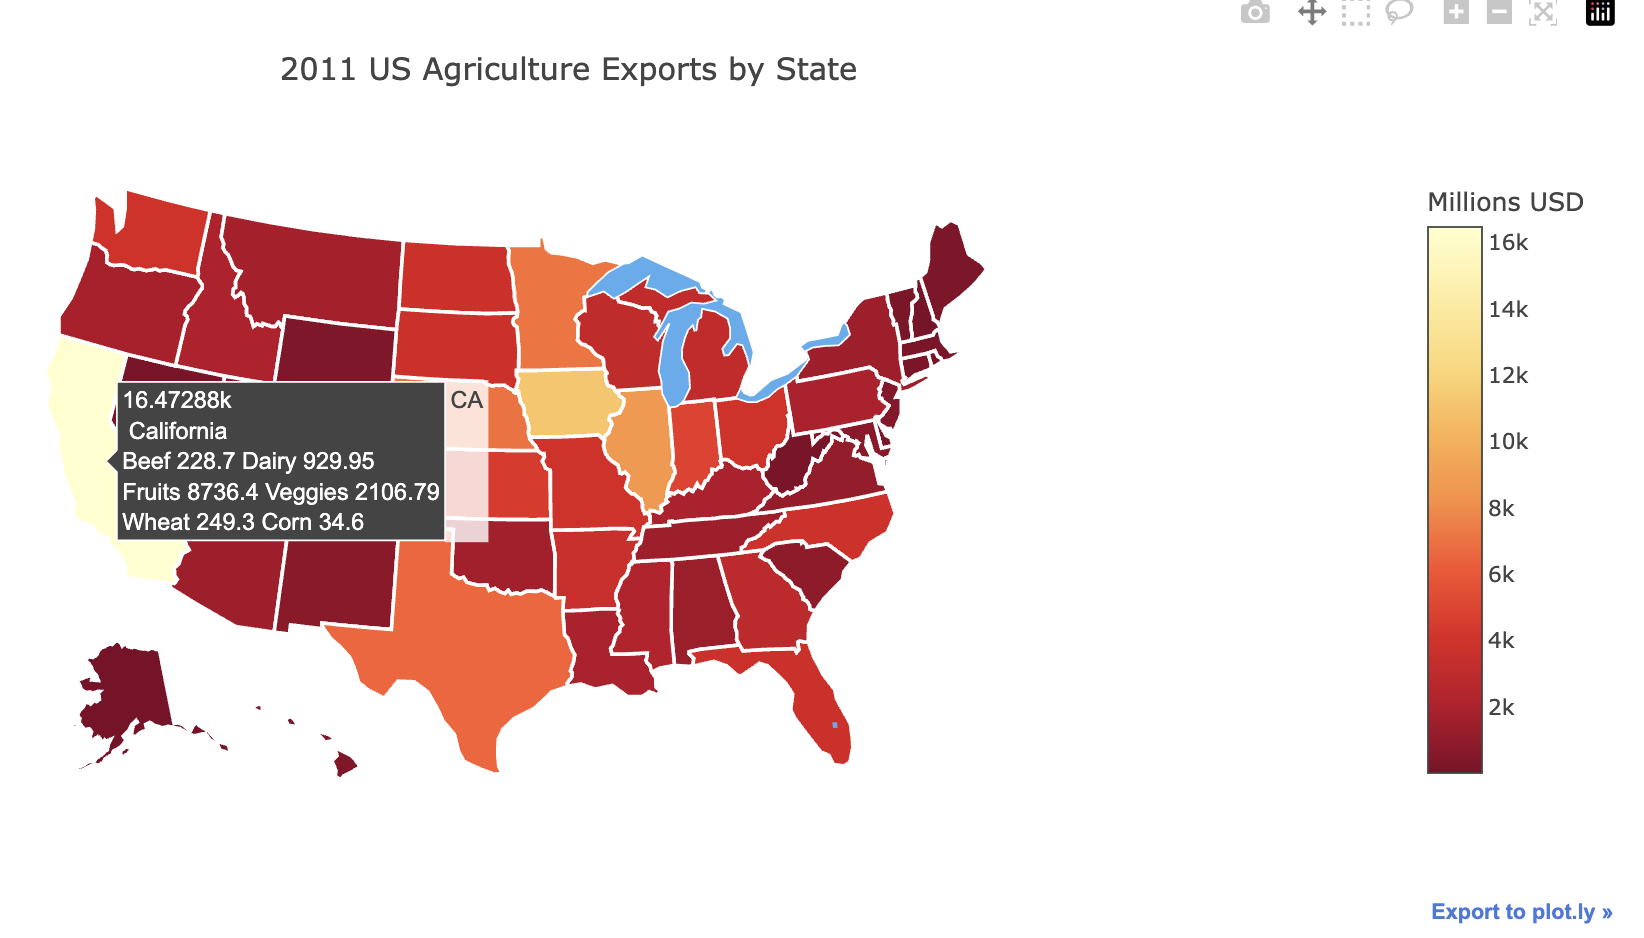 2011 US Agriculture Exports by State
Millions USD
16k
14k
12k
10k
8k
6k
4k
2k
16.47288k
California
Beef 228.7 Dairy 929.95
Fruits 8736.4 Veggies 2106.79
Wheat 249.3 Corn 34.6
CA
Export to plot.ly »